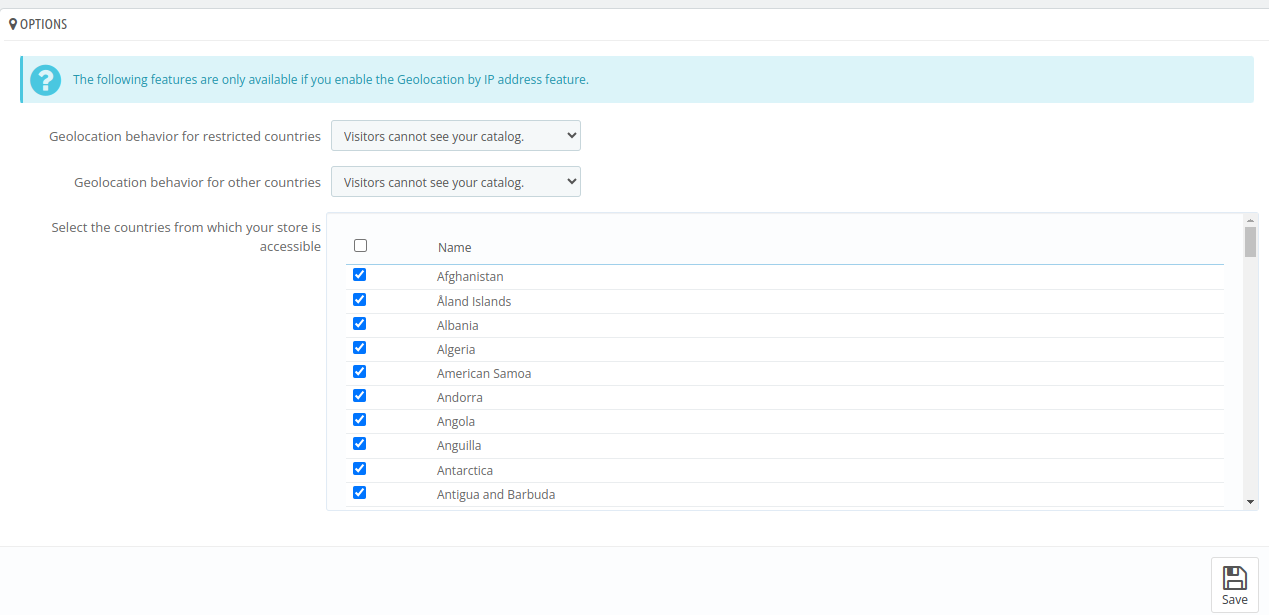 OPTIONS
The following features are only available if you enable the Geolocation by IP address feature.
Geolocation behavior for restricted countries
Visitors cannot see your catalog.
Geolocation behavior for other countries
Visitors cannot see your catalog.
Select the countries from which your store is
accessible
Name
Afghanistan
Åland Islands
Albania
Algeria
American Samoa
Andorra
Angola
Anguilla
Antarctica
Antigua and Barbuda
Save